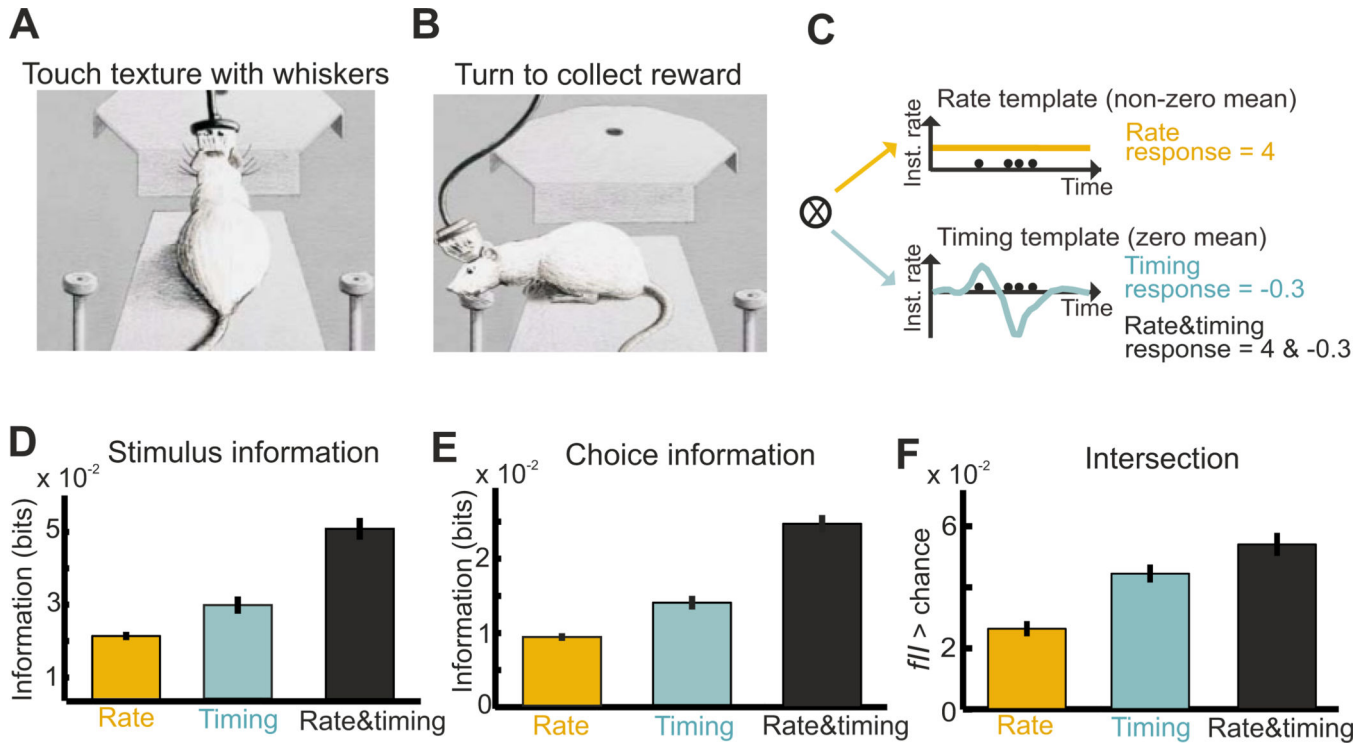 A
Touch texture with whiskers
B
Turn to collect reward
C
Rate template (non-zero mean)
Inst. rate
Rate
response = 4
Time
Timing template (zero mean)
Inst. rate
Timing
response = -0.3
Time
Rate&timing
response = 4 & -0.3
D
Stimulus information
x 10⁻²
Information (bits)
5
3
1
Rate
Timing
Rate&timing
E
Choice information
x 10⁻²
Information (bits)
2
1
0
Rate
Timing
Rate&timing
F
Intersection
x 10⁻²
fII > chance
6
2
0
Rate
Timing
Rate&timing